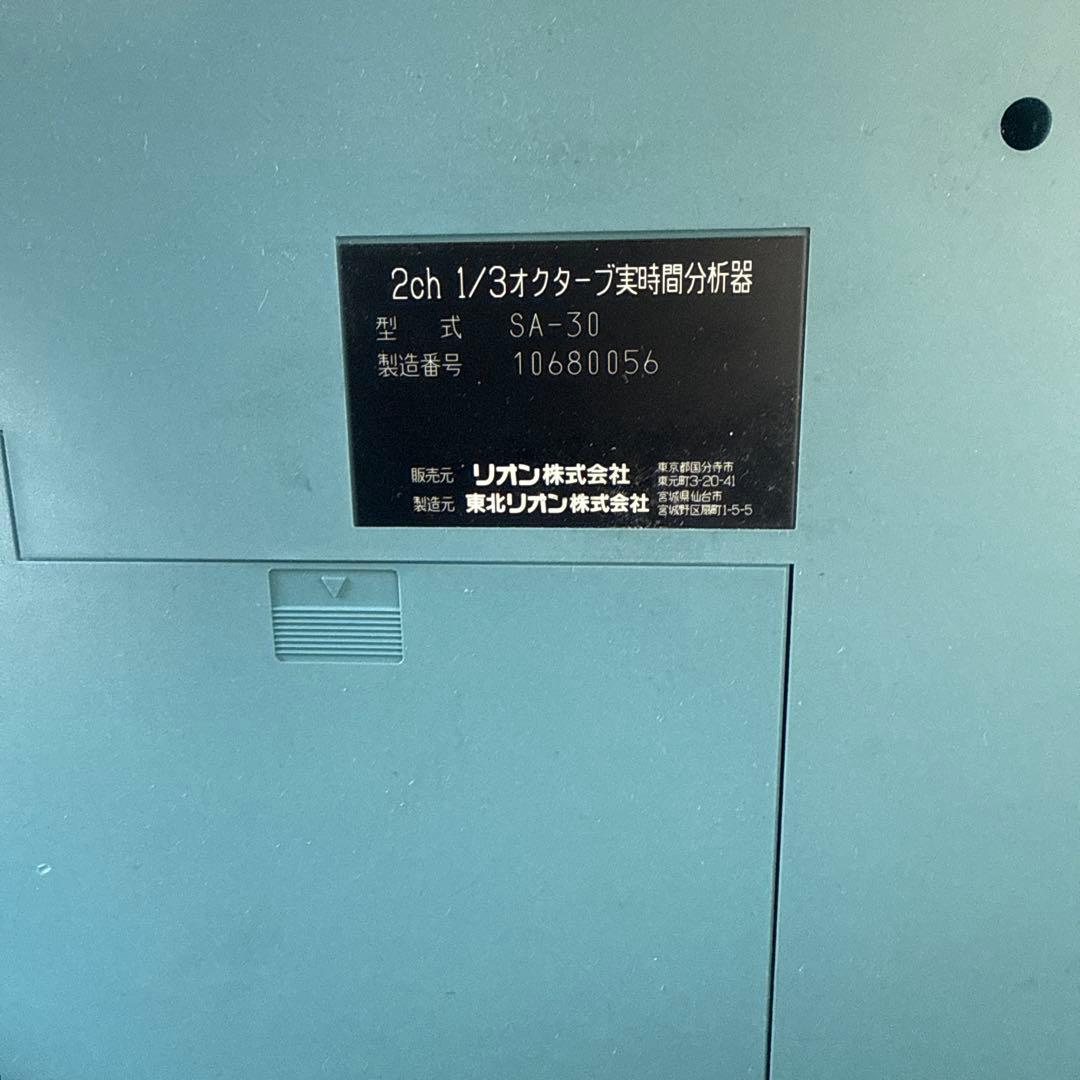 2ch 1/3オクターブ実時間分析器
型 式 SA-30
製造番号 10680056
販売元 リオン株式会社 東京都国分寺市 東元町3-20-41
製造元 東北リオン株式会社 宮城県仙台市 宮城野区扇町1-5-5